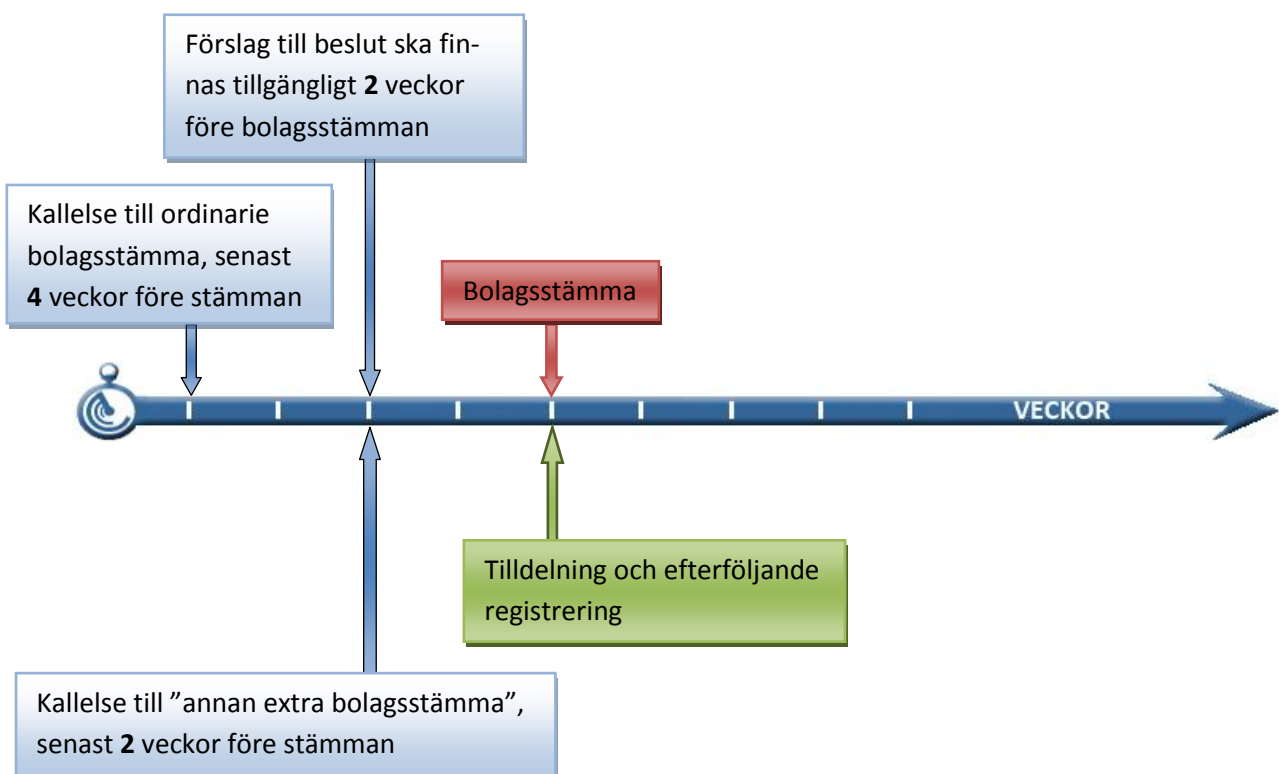 Förslag till beslut ska fin-
nas tillgängligt 2 veckor
före bolagsstämman
Kallelse till ordinarie
bolagsstämma, senast
4 veckor före stämman
Bolagsstämma
VECKOR
Tilldelning och efterföljande
registrering
Kallelse till ”annan extra bolagsstämma”,
senast 2 veckor före stämman